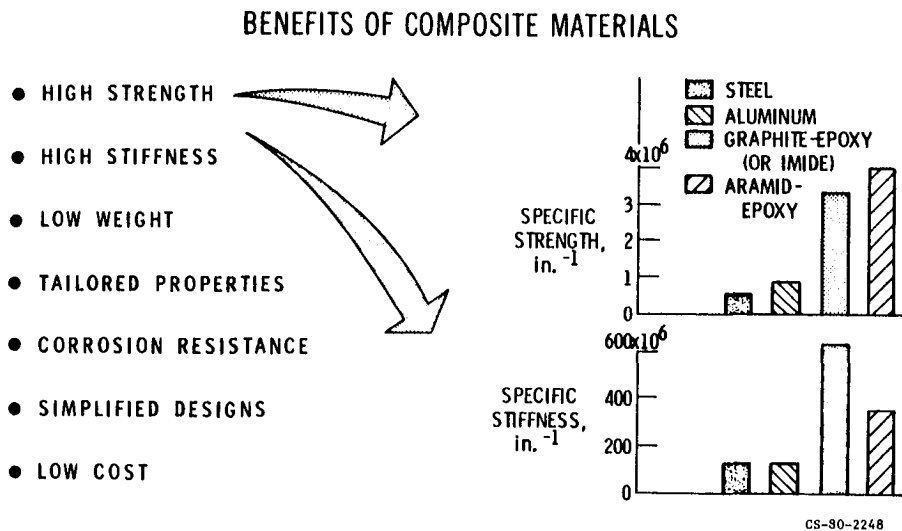 BENEFITS OF COMPOSITE MATERIALS
● HIGH STRENGTH
● HIGH STIFFNESS
● LOW WEIGHT
● TAILORED PROPERTIES
● CORROSION RESISTANCE
● SIMPLIFIED DESIGNS
● LOW COST
STEEL
ALUMINUM
GRAPHITE-EPOXY
(OR IMIDE)
ARAMID-
EPOXY
SPECIFIC
STRENGTH,
in. -1
4x106
3
2
1
0
SPECIFIC
STIFFNESS,
in. -1
600x106
400
200
0
CS-80-2248